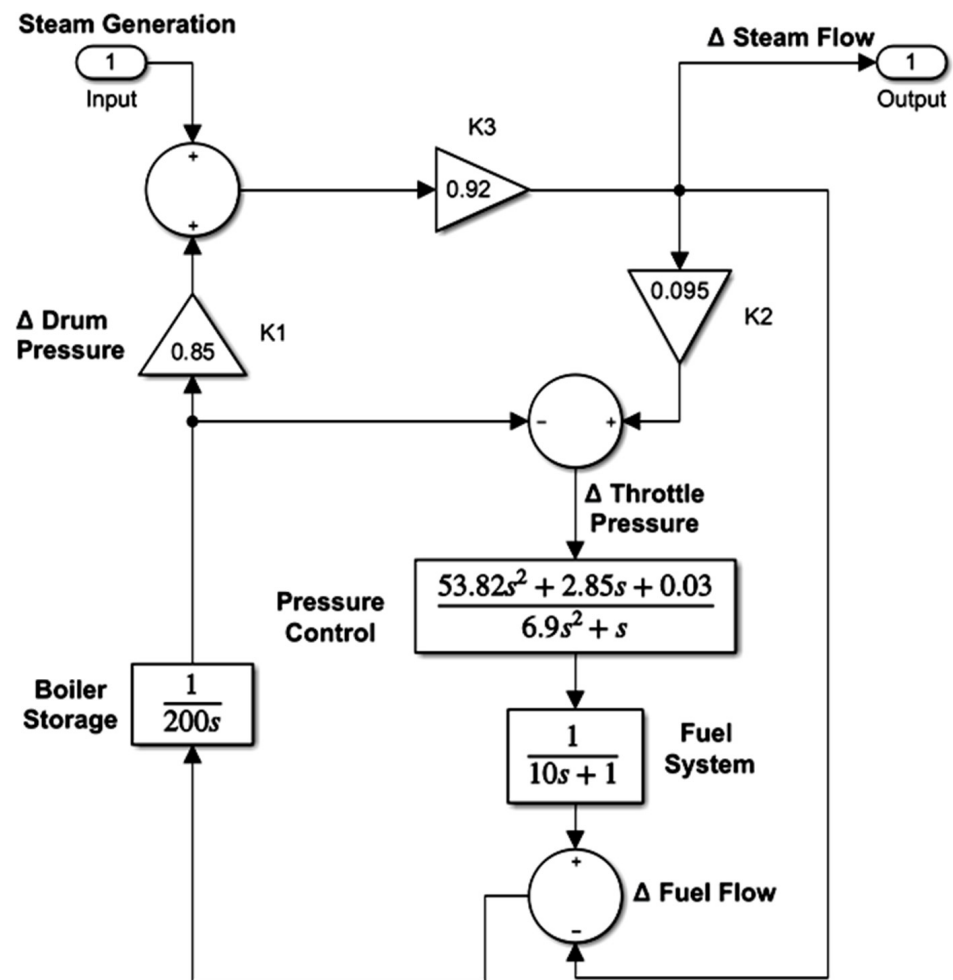 Steam Generation
1
Input
Δ Steam Flow
1
Output
+
+
K3
0.92
0.095
K2
Δ Drum
Pressure
0.85
K1
-
+
Δ Throttle
Pressure
Pressure
Control
53.82s² + 2.85s + 0.03
6.9s² + s
Boiler
Storage
1
200s
1
10s + 1
Fuel
System
+
-
Δ Fuel Flow